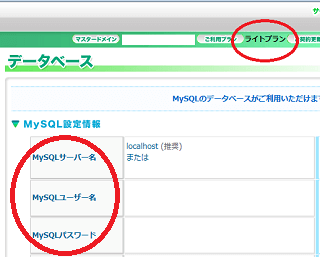 サ
マスタードメイン
ご利用プラン
ライトプラン
契約更新
データベース
MySQLのデータベースがご利用いただけます
▼ MySQL設定情報
MySQLサーバー名
localhost (推奨)
または
MySQLユーザー名
MySQLパスワード